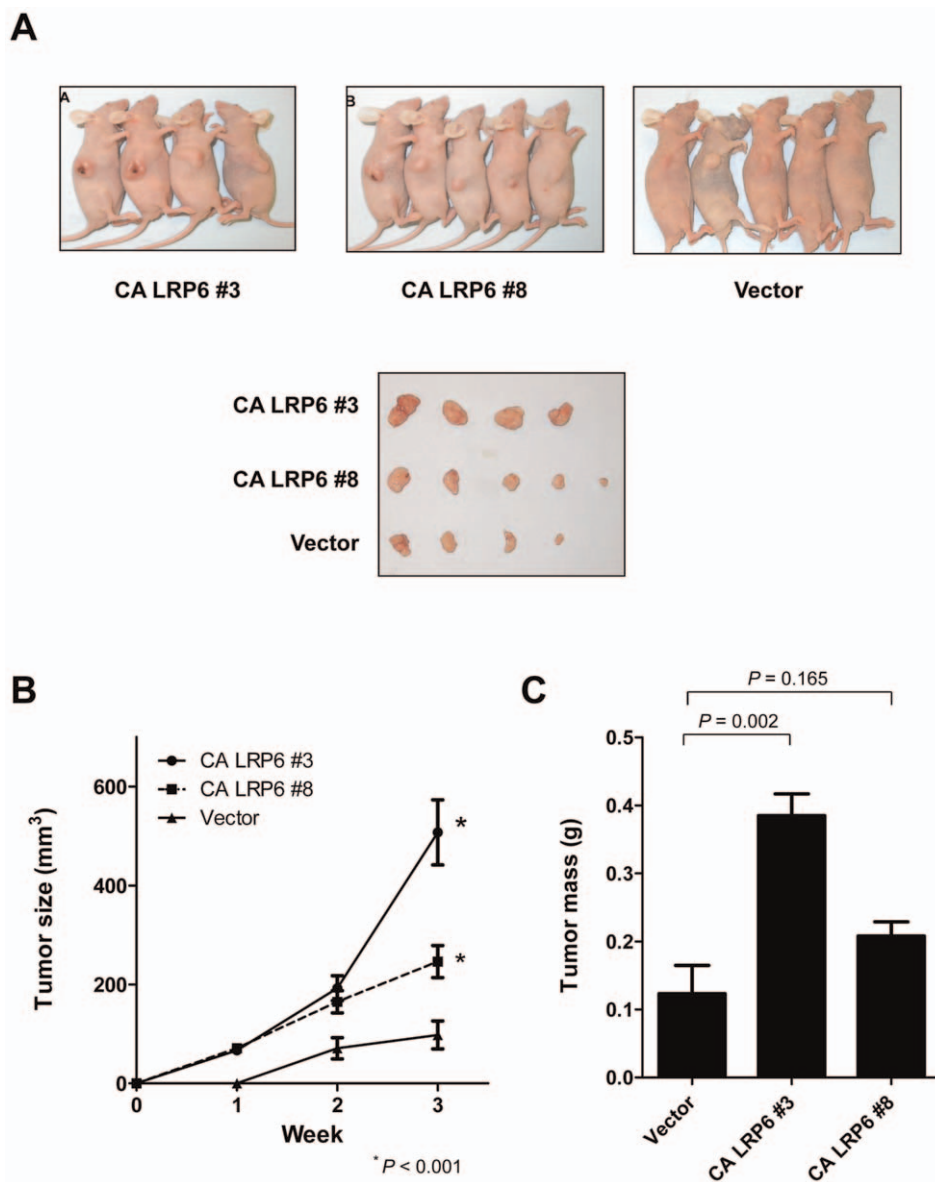 A
A
B
CA LRP6 #3
CA LRP6 #8
Vector
CA LRP6 #3
CA LRP6 #8
Vector
B
CA LRP6 #3
CA LRP6 #8
Vector
Tumor size (mm³)
600
400
200
0
*
*
0 1 2 3
Week
* P < 0.001
C
P = 0.165
P = 0.002
Tumor mass (g)
0.5
0.4
0.3
0.2
0.1
0.0
Vector
CA LRP6 #3
CA LRP6 #8